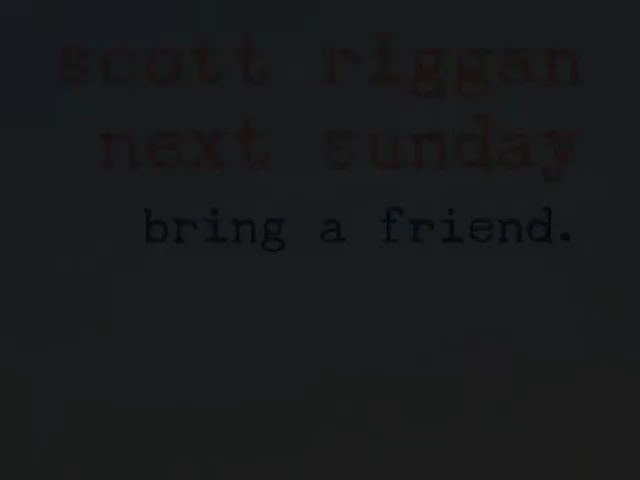 scott riggan
next sunday
bring a friend.